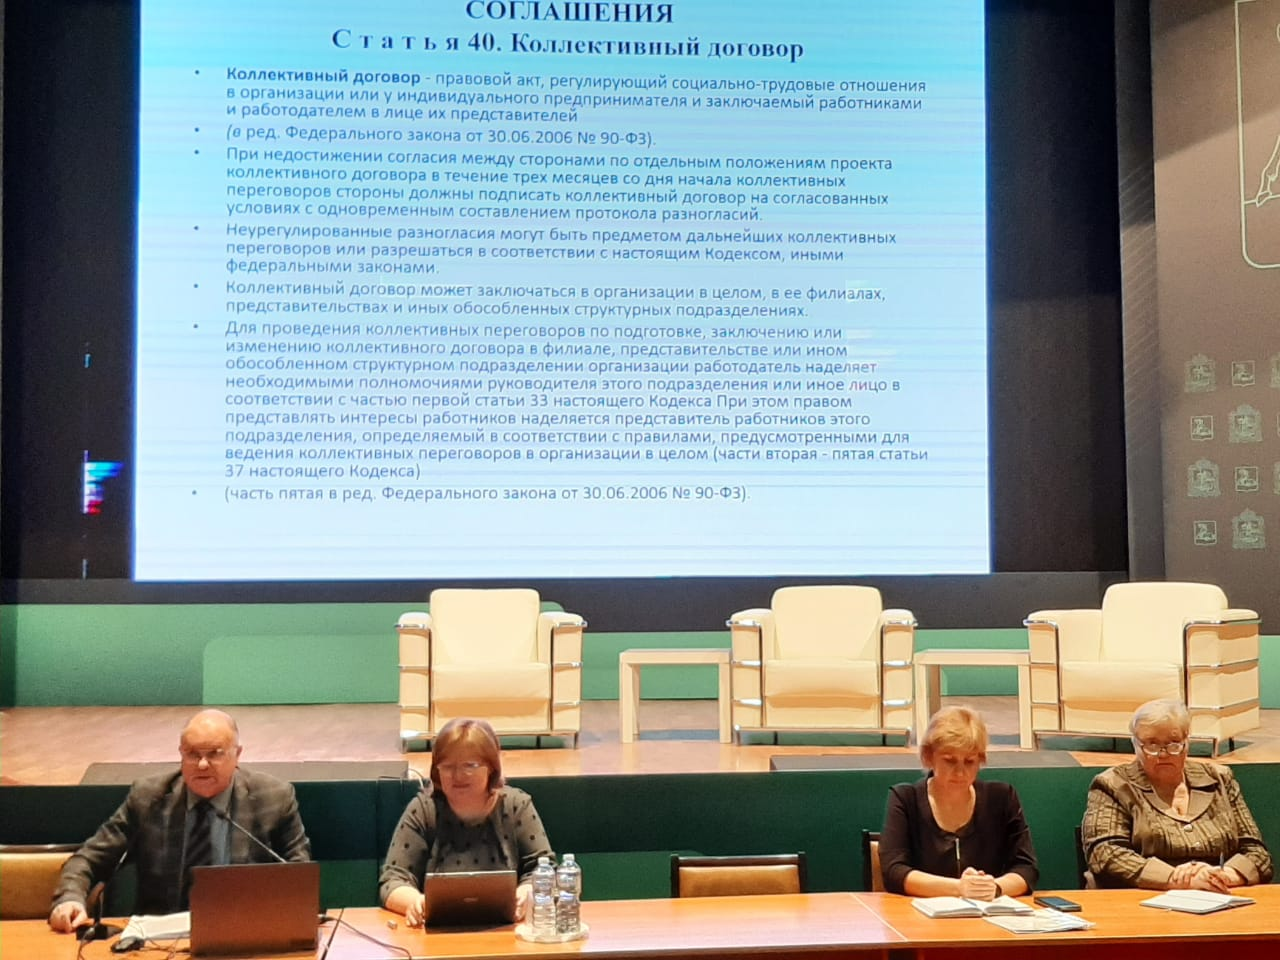 СОГЛАШЕНИЯ
С т а т ь я 40. Коллективный договор
• Коллективный договор - правовой акт, регулирующий социально-трудовые отношения
в организации или у индивидуального предпринимателя и заключаемый работниками
и работодателем в лице их представителей
• (в ред. Федерального закона от 30.06.2006 № 90-ФЗ).
• При недостижении согласия между сторонами по отдельным положениям проекта
коллективного договора в течение трех месяцев со дня начала коллективных
переговоров стороны должны подписать коллективный договор на согласованных
условиях с одновременным составлением протокола разногласий.
• Неурегулированные разногласия могут быть предметом дальнейших коллективных
переговоров или разрешаться в соответствии с настоящим Кодексом, иными
федеральными законами.
• Коллективный договор может заключаться в организации в целом, в ее филиалах,
представительствах и иных обособленных структурных подразделениях.
• Для проведения коллективных переговоров по подготовке, заключению или
изменению коллективного договора в филиале, представительстве или ином
обособленном структурном подразделении организации работодатель наделяет
необходимыми полномочиями руководителя этого подразделения или иное лицо в
соответствии с частью первой статьи 33 настоящего Кодекса При этом правом
представлять интересы работников наделяется представитель работников этого
подразделения, определяемый в соответствии с правилами, предусмотренными для
ведения коллективных переговоров в организации в целом (части вторая - пятая статьи
37 настоящего Кодекса)
• (часть пятая в ред. Федерального закона от 30.06.2006 № 90-ФЗ).